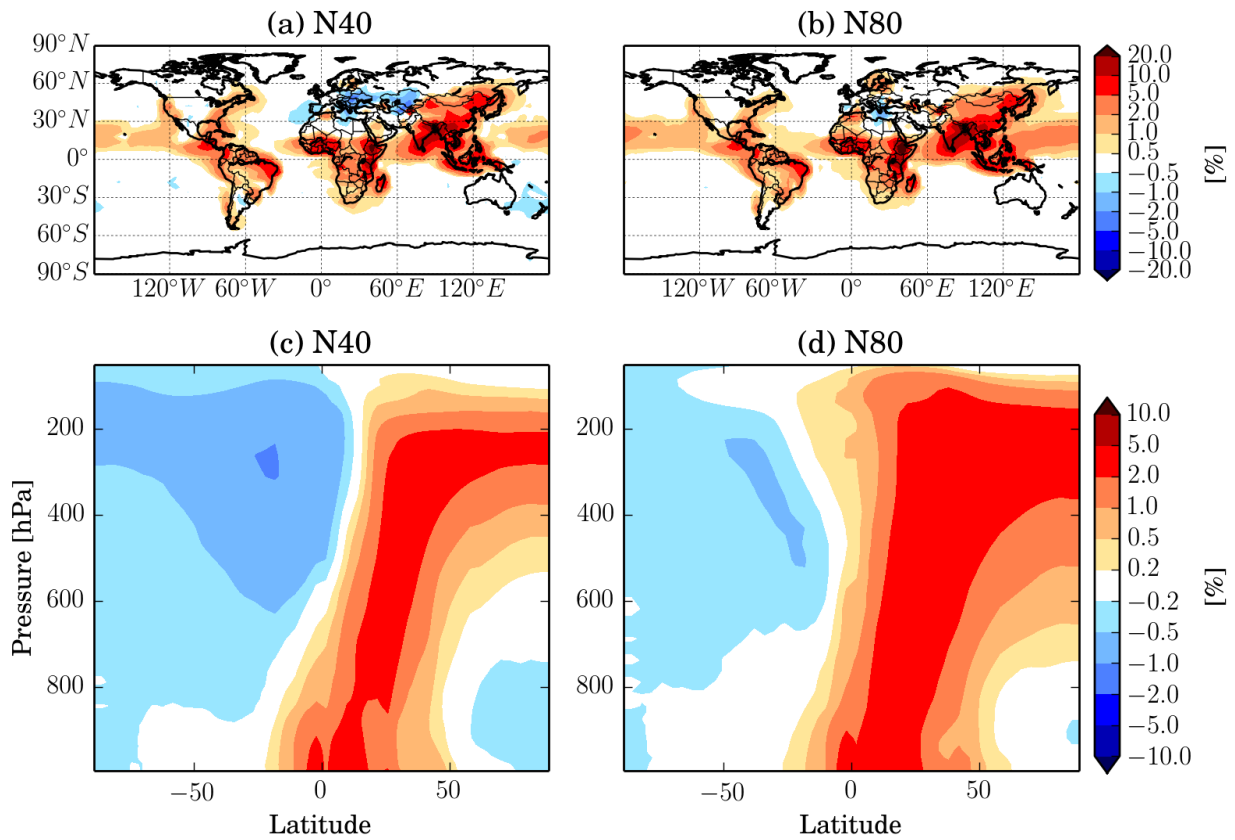 (a) N40
(b) N80
90°N
60°N
30°N
0°
30°S
60°S
90°S
120°W 60°W 0° 60°E 120°E
120°W 60°W 0° 60°E 120°E
20.0
10.0
5.0
2.0
1.0
0.5
−0.5
−1.0
−2.0
−5.0
−10.0
−20.0
[%]
(c) N40
(d) N80
Pressure [hPa]
200
400
600
800
200
400
600
800
−50 0 50
−50 0 50
Latitude
Latitude
10.0
5.0
2.0
1.0
0.5
0.2
−0.2
−0.5
−1.0
−2.0
−5.0
−10.0
[%]